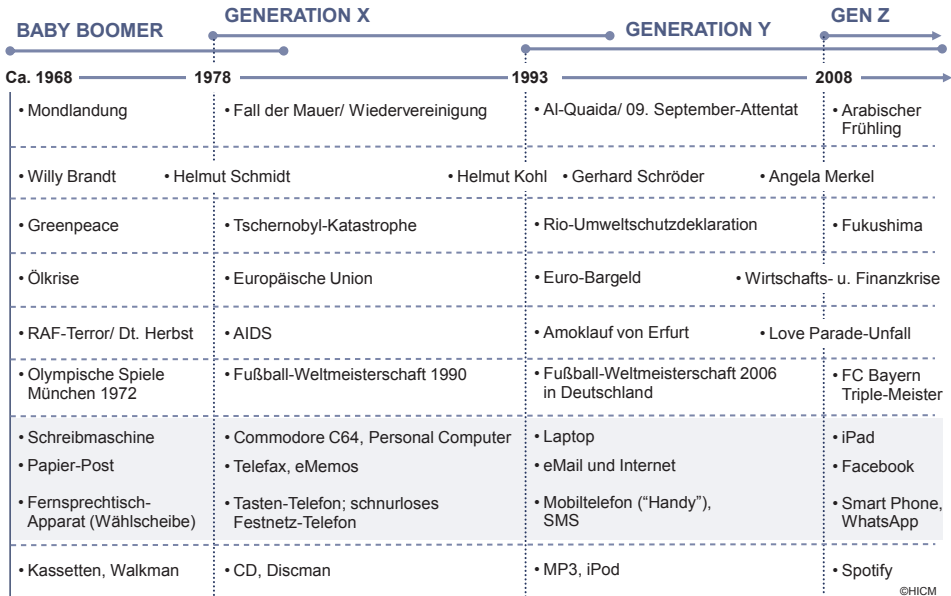 BABY BOOMER
GENERATION X
GENERATION Y
GEN Z
Ca. 1968
1978
1993
2008
• Mondlandung
• Fall der Mauer/ Wiedervereinigung
• Al-Quaida/ 09. September-Attentat
• Arabischer
Frühling
• Willy Brandt
• Helmut Schmidt
• Helmut Kohl
• Gerhard Schröder
• Angela Merkel
• Greenpeace
• Tschernobyl-Katastrophe
• Rio-Umweltschutzdeklaration
• Fukushima
• Ölkrise
• Europäische Union
• Euro-Bargeld
• Wirtschafts- u. Finanzkrise
• RAF-Terror/ Dt. Herbst
• AIDS
• Amoklauf von Erfurt
• Love Parade-Unfall
• Olympische Spiele
München 1972
• Fußball-Weltmeisterschaft 1990
• Fußball-Weltmeisterschaft 2006
in Deutschland
• FC Bayern
Triple-Meister
• Schreibmaschine
• Commodore C64, Personal Computer
• Laptop
• iPad
• Papier-Post
• Telefax, eMemos
• eMail und Internet
• Facebook
• Fernsprechtisch-
Apparat (Wählscheibe)
• Tasten-Telefon; schnurloses
Festnetz-Telefon
• Mobiltelefon (“Handy”),
SMS
• Smart Phone,
WhatsApp
• Kassetten, Walkman
• CD, Discman
• MP3, iPod
• Spotify
©HICM